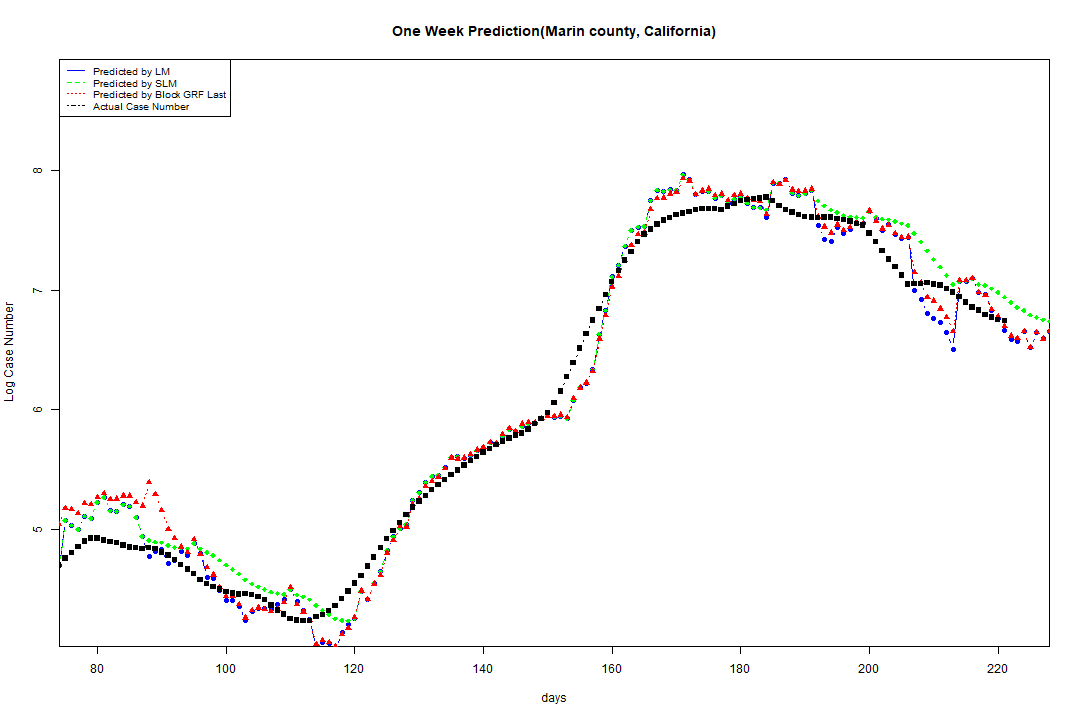 One Week Prediction(Marin county, California)
Predicted by LM
Predicted by SLM
Predicted by Block GRF Last
Actual Case Number
8
7
6
5
Log Case Number
80 100 120 140 160 180 200 220
days